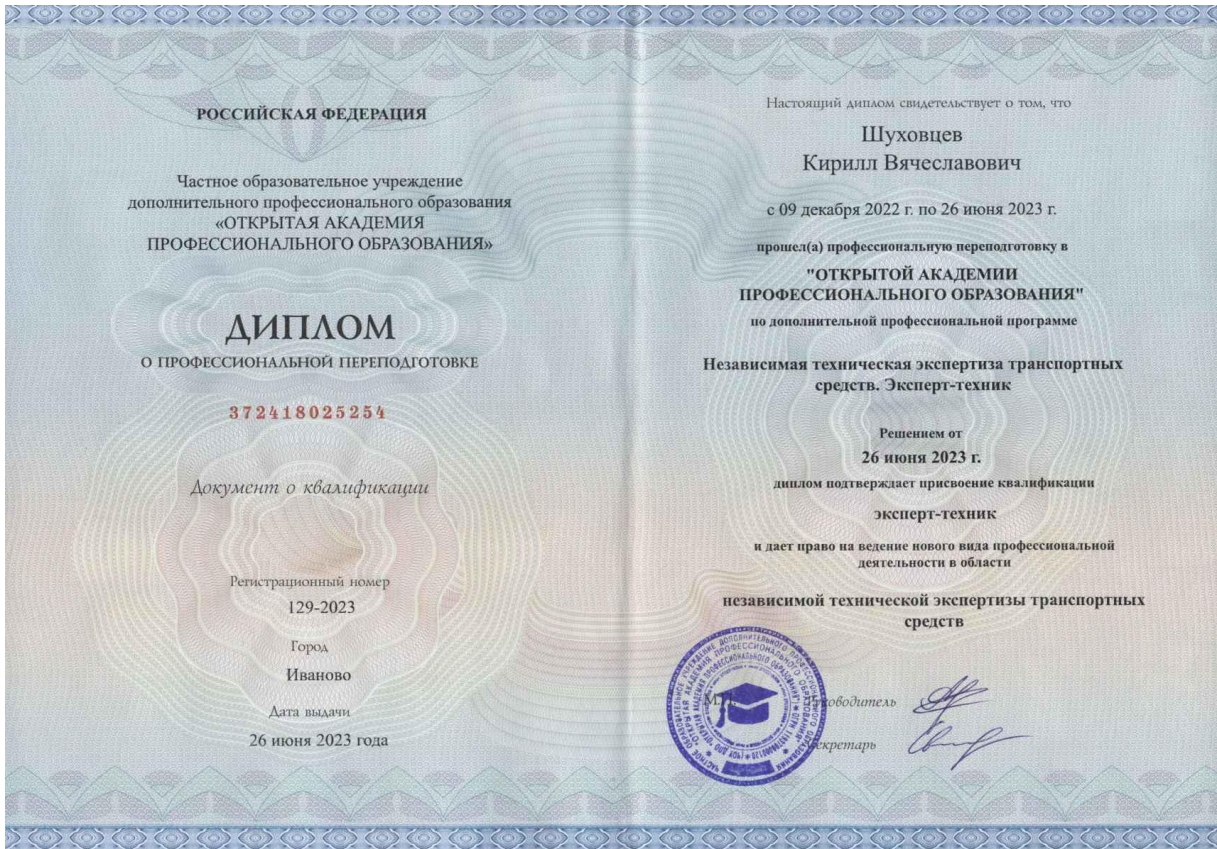 РОССИЙСКАЯ ФЕДЕРАЦИЯ
Частное образовательное учреждение
дополнительного профессионального образования
«ОТКРЫТАЯ АКАДЕМИЯ
ПРОФЕССИОНАЛЬНОГО ОБРАЗОВАНИЯ»
ДИПЛОМ
О ПРОФЕССИОНАЛЬНОЙ ПЕРЕПОДГОТОВКЕ
372418025254
Документ о квалификации
Регистрационный номер
129-2023
Город
Иваново
Дата выдачи
26 июня 2023 года
Настоящий диплом свидетельствует о том, что
Шуховцев
Кирилл Вячеславович
с 09 декабря 2022 г. по 26 июня 2023 г.
прошел(а) профессиональную переподготовку в
"ОТКРЫТОЙ АКАДЕМИИ
ПРОФЕССИОНАЛЬНОГО ОБРАЗОВАНИЯ"
по дополнительной профессиональной программе
Независимая техническая экспертиза транспортных
средств. Эксперт-техник
Решением от
26 июня 2023 г.
диплом подтверждает присвоение квалификации
эксперт-техник
и дает право на ведение нового вида профессиональной
деятельности в области
независимой технической экспертизы транспортных
средств
М.П.
Руководитель
Секретарь